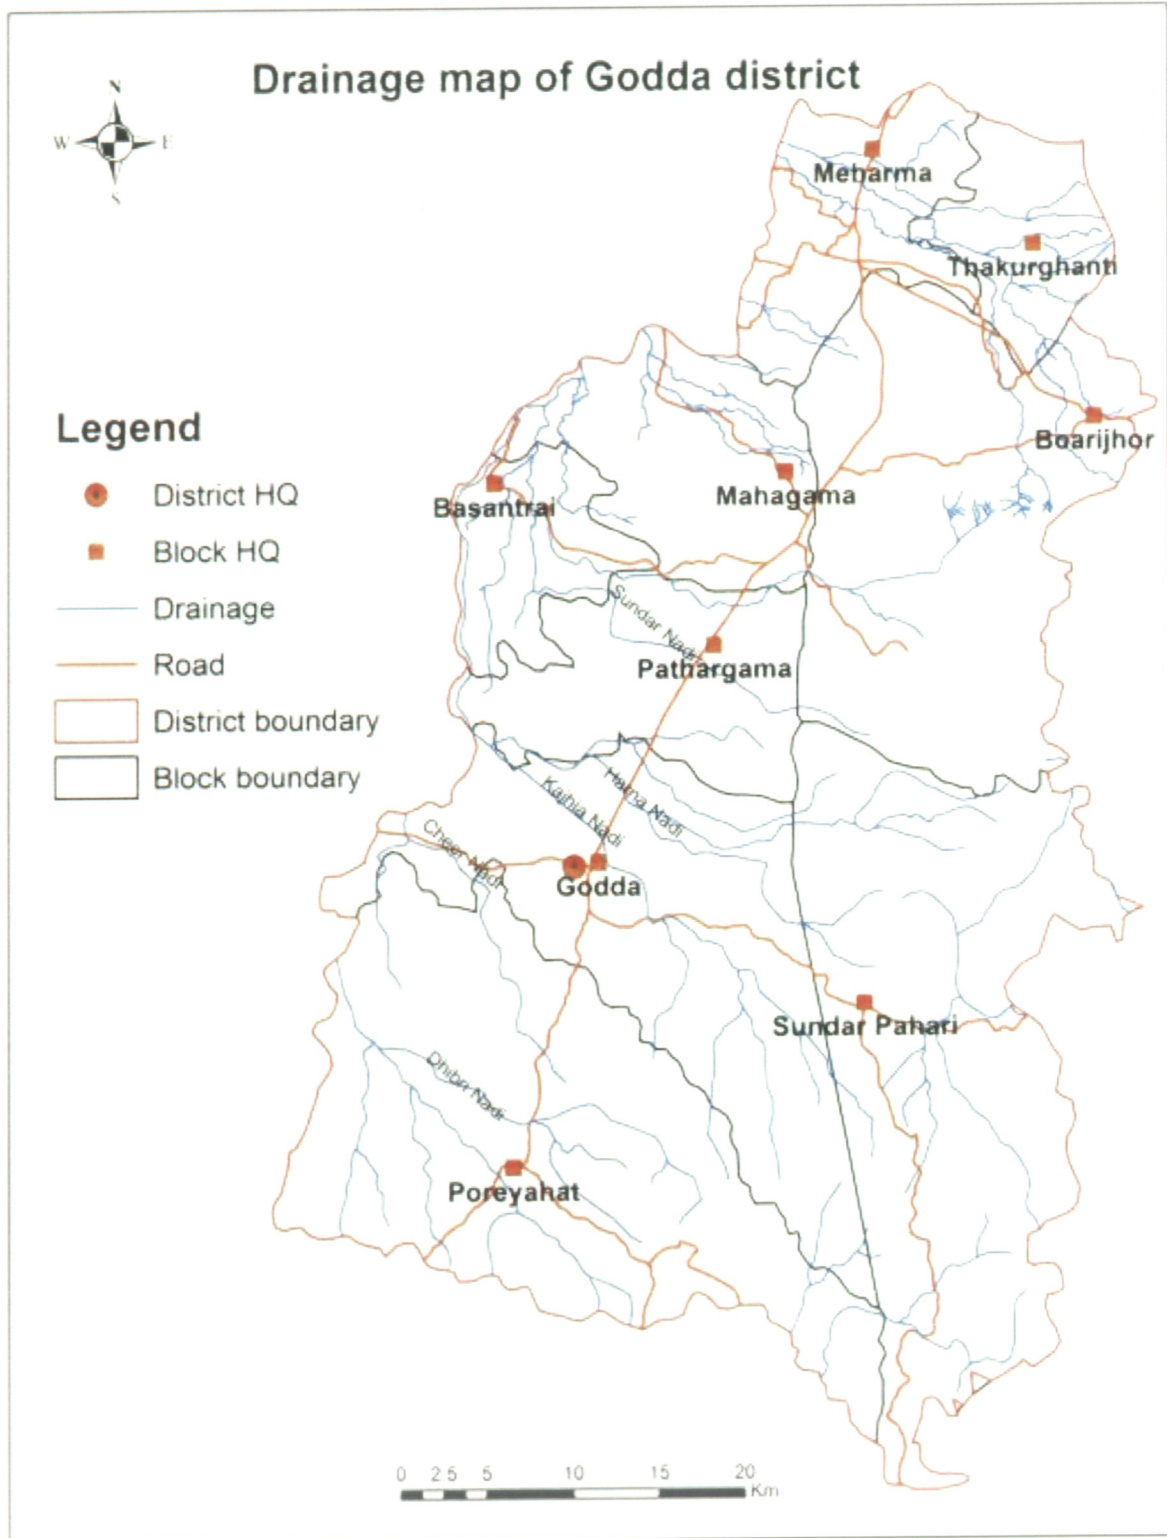 Drainage map of Godda district
N
W E
S
Meharma
Thakurghanti
Boarijhor
Mahagama
Basantrai
Sundar Nadi
Pathargama
Harna Nadi
Kajhia Nadi
Cheer Nadi
Godda
Sundar Pahari
Dhibri Nadi
Poreyahat
Legend
District HQ
Block HQ
Drainage
Road
District boundary
Block boundary
0 2.5 5 10 15 20
Km